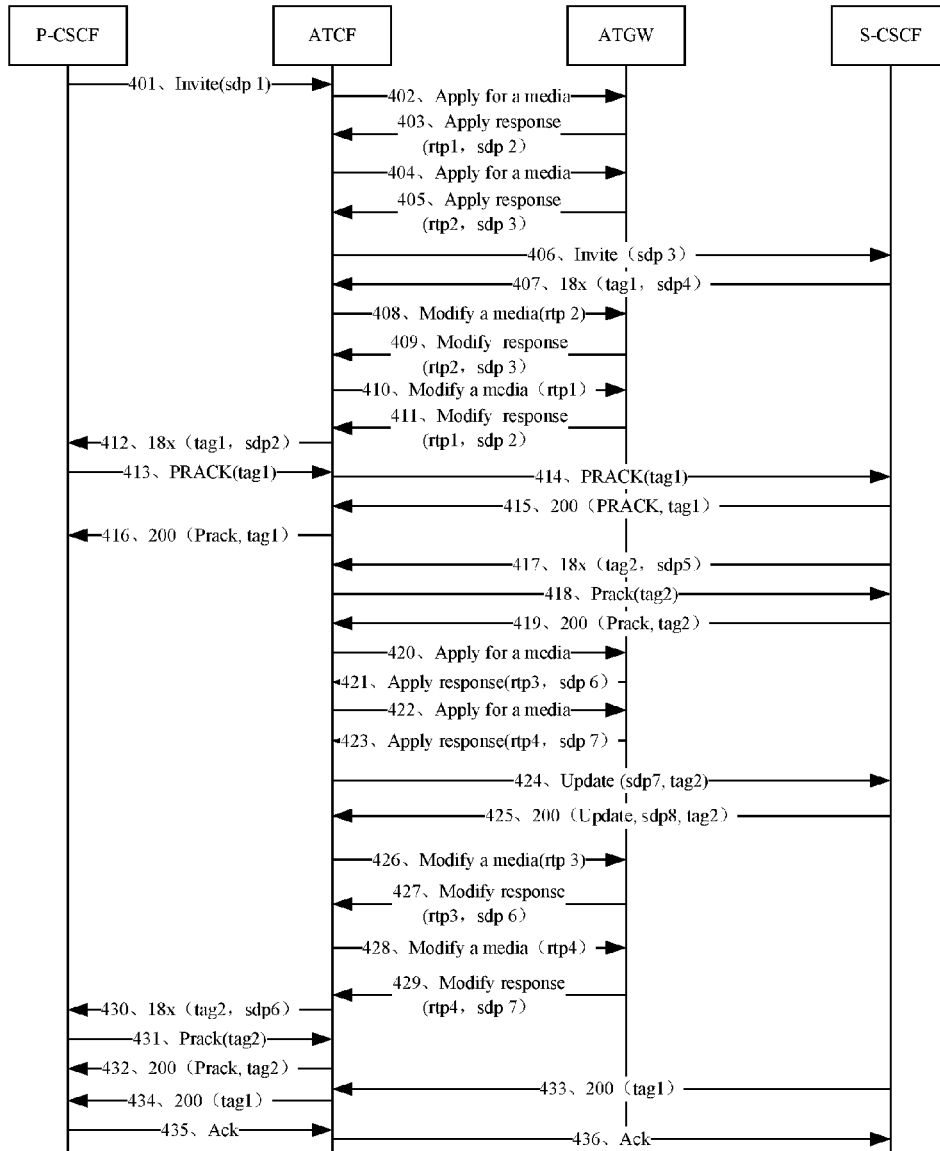 P-CSCF
ATCF
ATGW
S-CSCF
401、Invite(sdp 1)
402、Apply for a media
403、Apply response
(rtp1，sdp 2）
404、Apply for a media
405、Apply response
(rtp2，sdp 3）
406、Invite（sdp 3）
407、18x（tag1，sdp4）
408、Modify a media(rtp 2)
409、Modify response
(rtp2，sdp 3）
410、Modify a media（rtp1）
411、Modify response
(rtp1，sdp 2）
412、18x（tag1，sdp2）
413、PRACK(tag1)
414、PRACK(tag1)
415、200（PRACK, tag1）
416、200（Prack, tag1）
417、18x（tag2，sdp5）
418、Prack(tag2)
419、200（Prack, tag2）
420、Apply for a media
421、Apply response(rtp3，sdp 6）
422、Apply for a media
423、Apply response(rtp4，sdp 7）
424、Update (sdp7, tag2)
425、200（Update, sdp8, tag2）
426、Modify a media(rtp 3)
427、Modify response
(rtp3，sdp 6）
428、Modify a media（rtp4）
429、Modify response
(rtp4，sdp 7）
430、18x（tag2，sdp6）
431、Prack(tag2)
432、200（Prack, tag2）
433、200（tag1）
434、200（tag1）
435、Ack
436、Ack